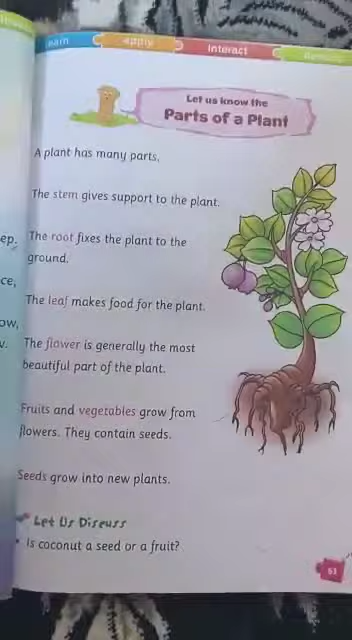 apply
interact
Let us know the
Parts of a Plant
A plant has many parts.
The stem gives support to the plant.
The root fixes the plant to the
ground.
The leaf makes food for the plant.
The flower is generally the most
beautiful part of the plant.
Fruits and vegetables grow from
flowers. They contain seeds.
Seeds grow into new plants.
Let Us Discuss
• Is coconut a seed or a fruit?